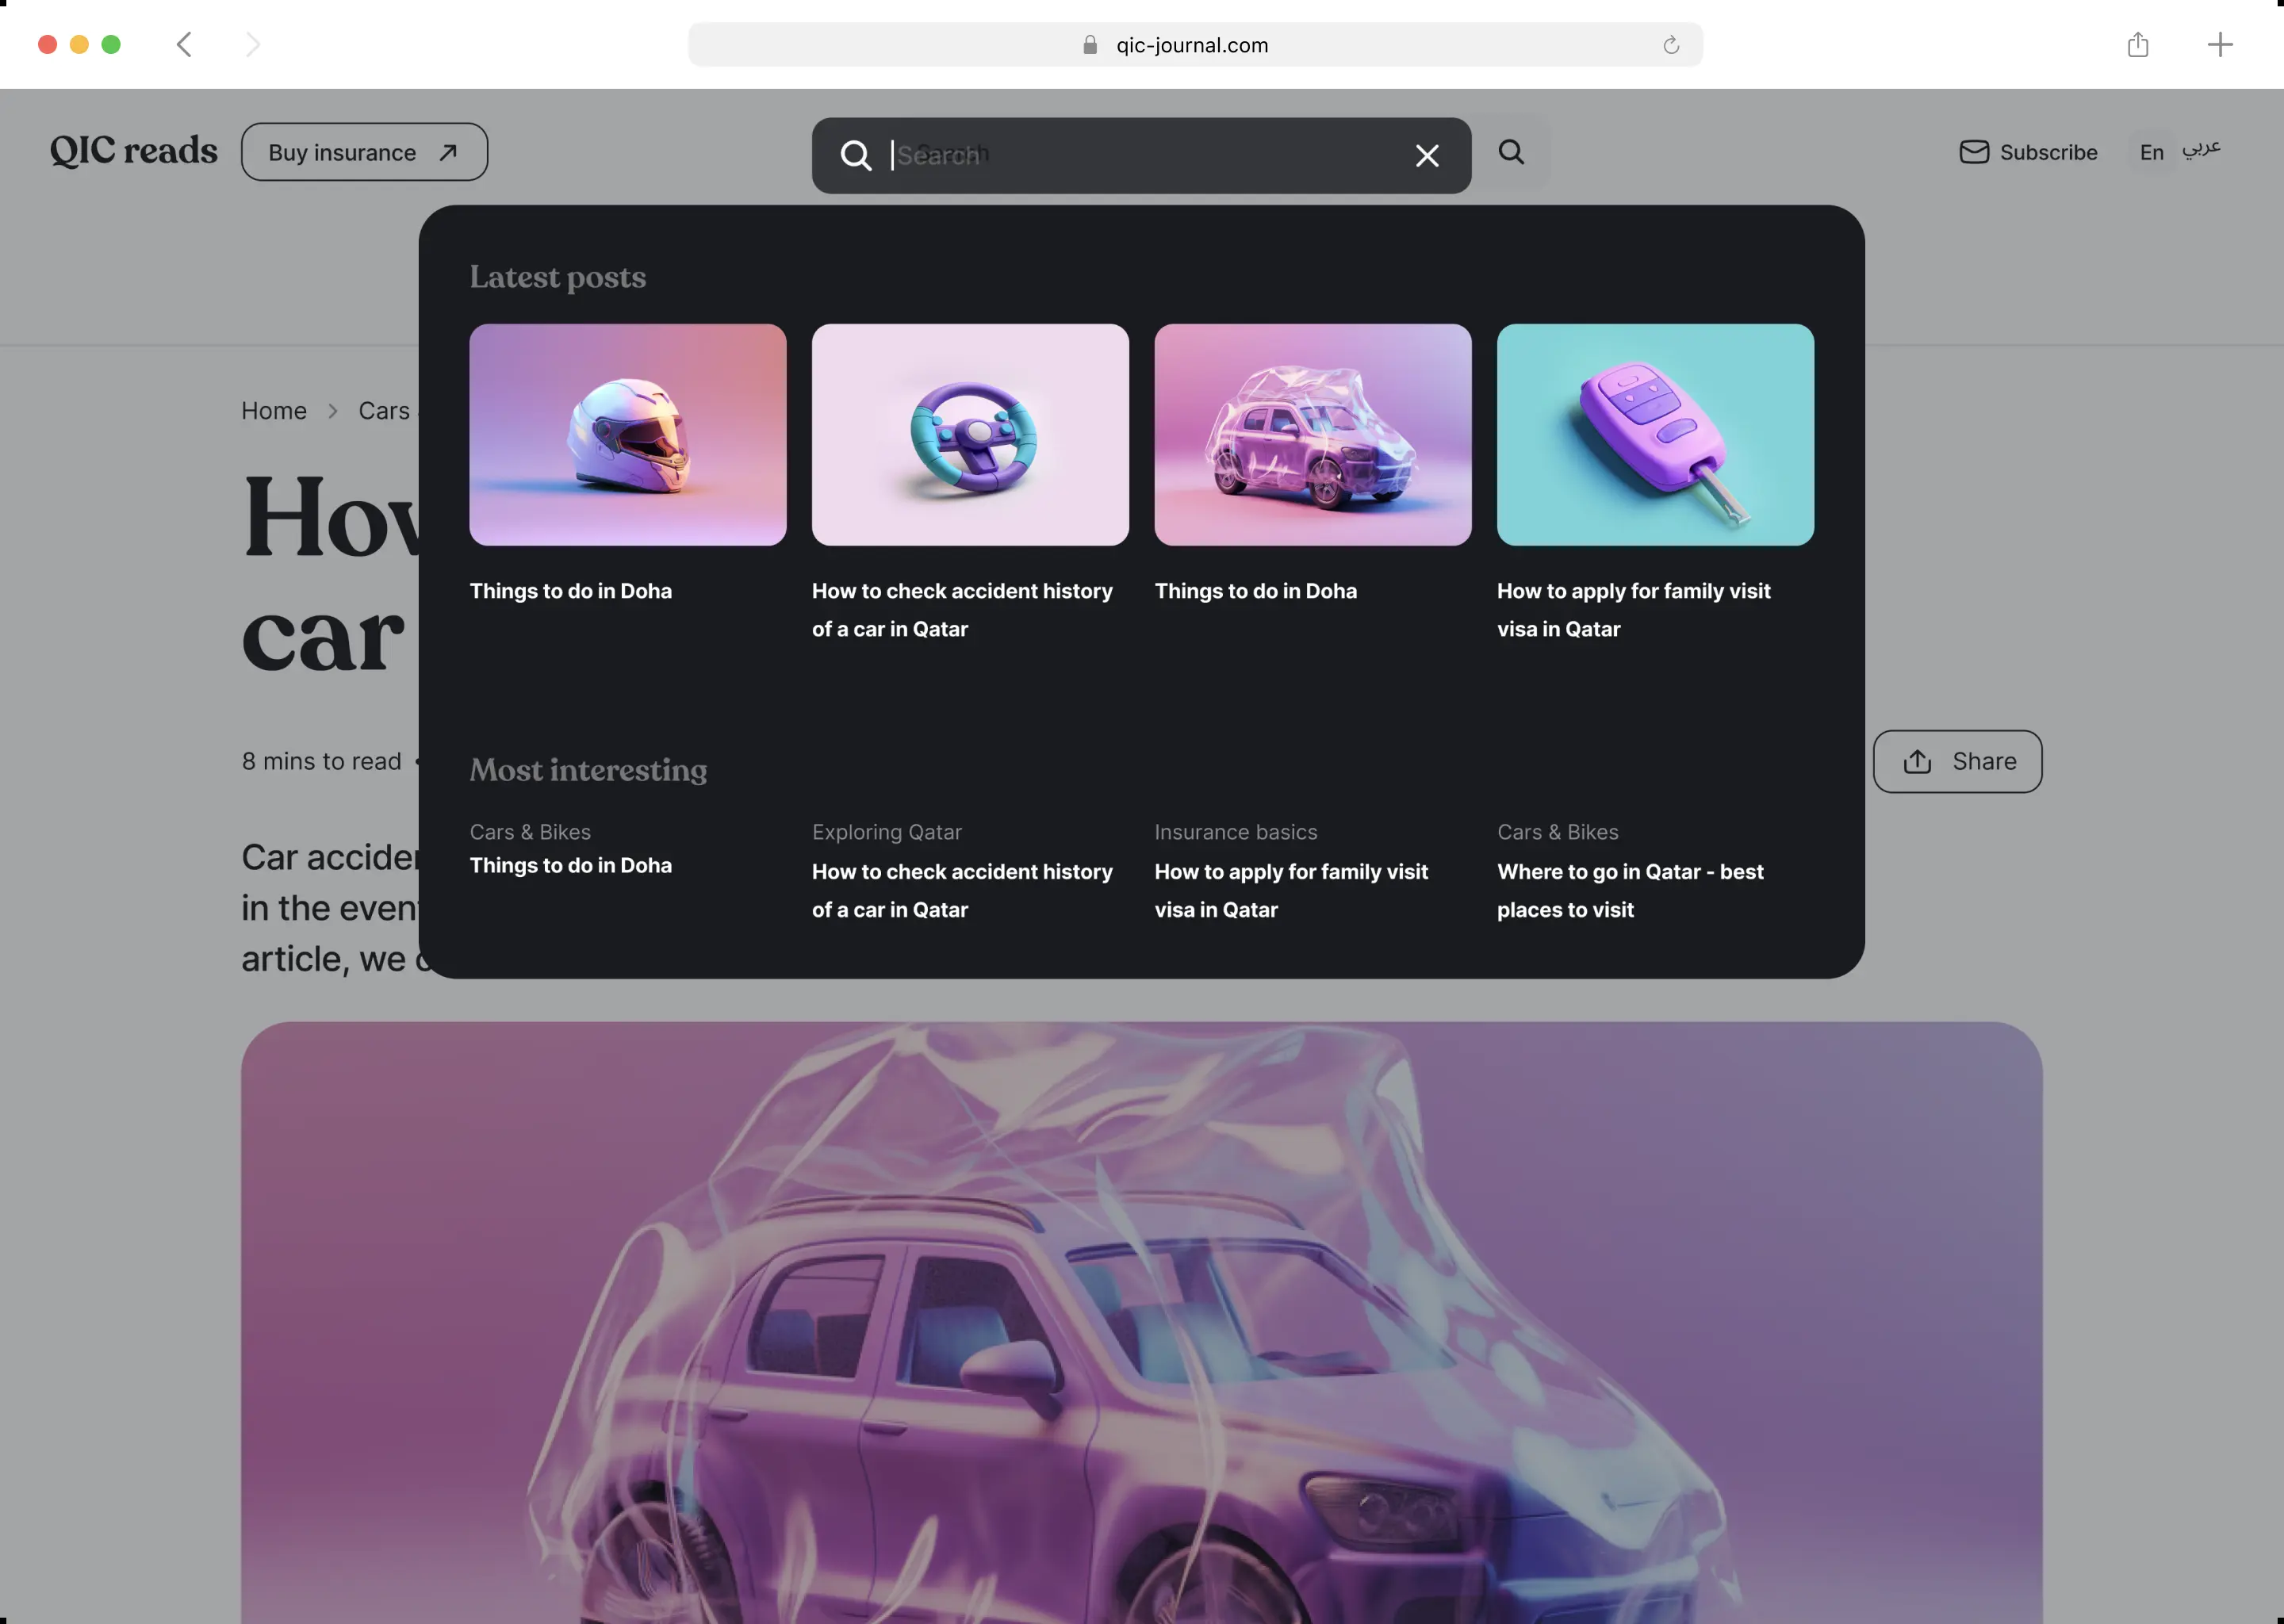 qic-journal.com
QIC reads
Buy insurance
Search
Subscribe
En
عربي
Latest posts
Things to do in Doha
How to check accident history
of a car in Qatar
Things to do in Doha
How to apply for family visit
visa in Qatar
Home
Cars
car
8 mins to read
Share
Most interesting
Cars & Bikes
Things to do in Doha
Exploring Qatar
How to check accident history
of a car in Qatar
Insurance basics
How to apply for family visit
visa in Qatar
Cars & Bikes
Where to go in Qatar - best
places to visit
Car
in the
article, we